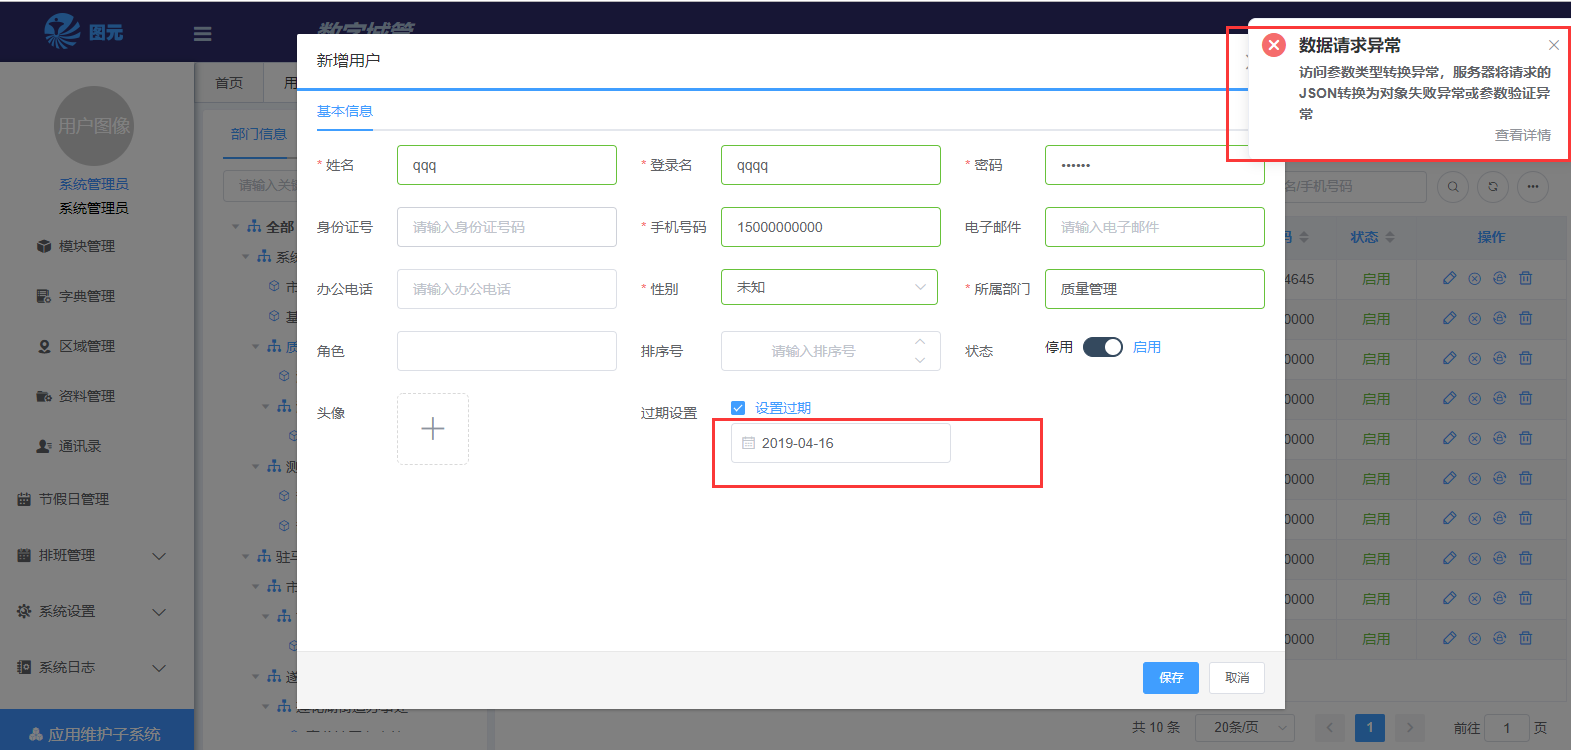 图元
数字城管
新增用户
数据请求异常
访问参数类型转换异常，服务器将请求的
JSON转换为对象失败异常或参数验证异
常
查看详情
用户图像
系统管理员
系统管理员
模块管理
字典管理
区域管理
资料管理
通讯录
节假日管理
排班管理
系统设置
系统日志
应用维护子系统
首页
用
部门信息
请输入关
全部
系统
市
基
质
测
驻马
市
遂
基本信息
* 姓名
qqq
* 登录名
qqqq
* 密码
••••••
身份证号
请输入身份证号码
* 手机号码
15000000000
电子邮件
请输入电子邮件
办公电话
请输入办公电话
* 性别
未知
* 所属部门
质量管理
角色
排序号
请输入排序号
状态
停用
启用
头像
过期设置
设置过期
2019-04-16
保存
取消
名/手机号码
码
状态
操作
4645
启用
0000
启用
0000
启用
0000
启用
0000
启用
0000
启用
0000
启用
0000
启用
0000
启用
0000
启用
共 10 条
20条/页
1
前往
1
页